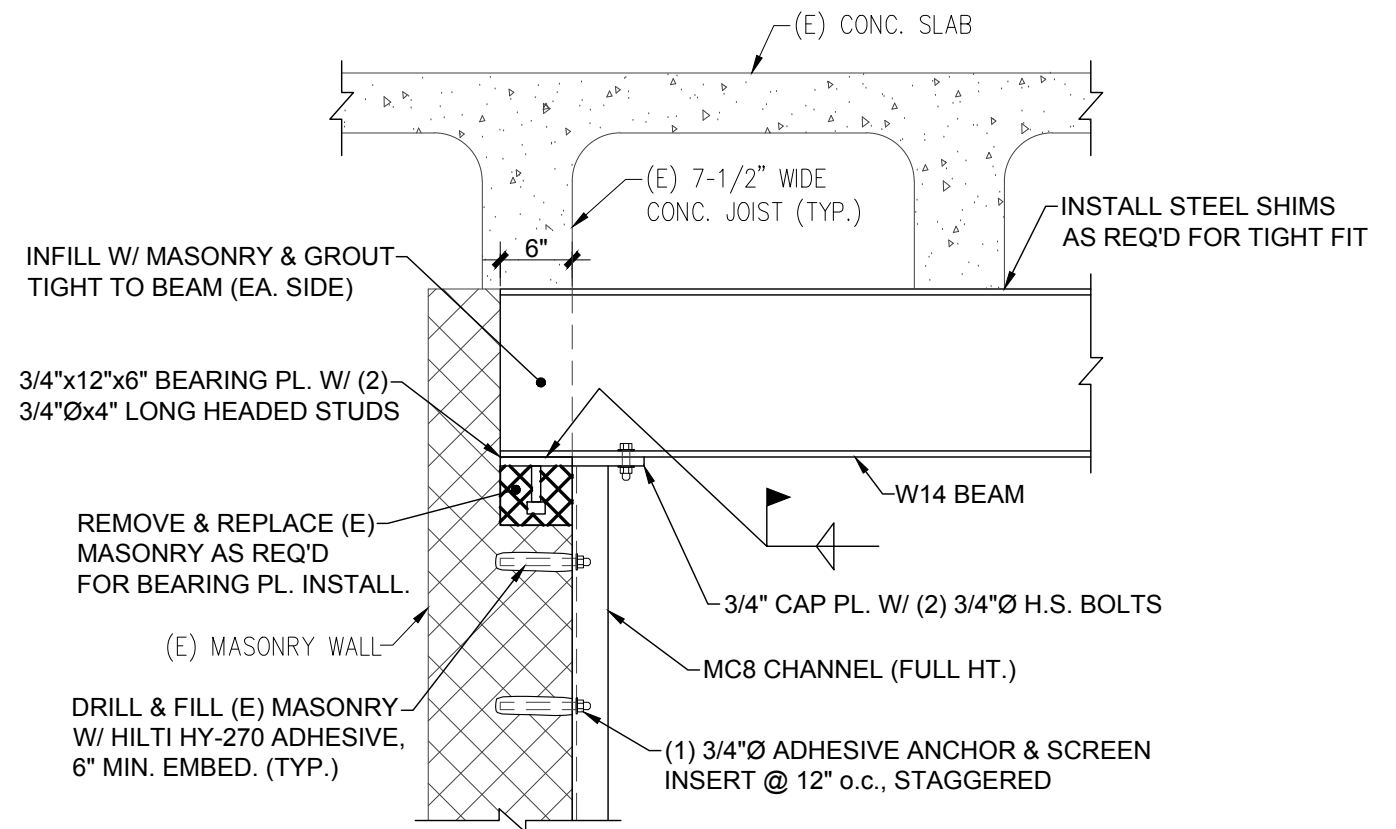 (E) CONC. SLAB
(E) 7-1/2" WIDE
CONC. JOIST (TYP.)
INSTALL STEEL SHIMS
AS REQ'D FOR TIGHT FIT
6"
INFILL W/ MASONRY & GROUT
TIGHT TO BEAM (EA. SIDE)
3/4"x12"x6" BEARING PL. W/ (2)
3/4"Øx4" LONG HEADED STUDS
W14 BEAM
REMOVE & REPLACE (E)
MASONRY AS REQ'D
FOR BEARING PL. INSTALL.
3/4" CAP PL. W/ (2) 3/4"Ø H.S. BOLTS
(E) MASONRY WALL
MC8 CHANNEL (FULL HT.)
DRILL & FILL (E) MASONRY
W/ HILTI HY-270 ADHESIVE,
6" MIN. EMBED. (TYP.)
(1) 3/4"Ø ADHESIVE ANCHOR & SCREEN
INSERT @ 12" o.c., STAGGERED